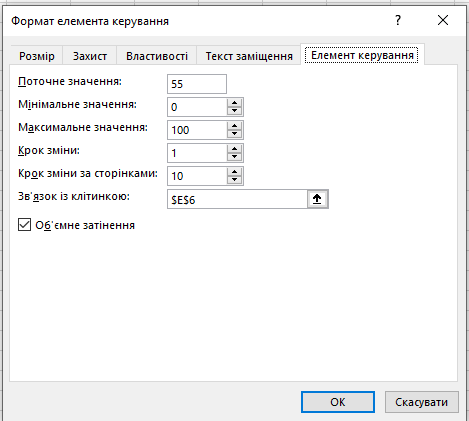 Формат елемента керування
Розмір Захист Властивості Текст заміщення Елемент керування
Поточне значення: 55
Мінімальне значення: 0
Максимальне значення: 100
Крок зміни: 1
Крок зміни за сторінками: 10
Зв'язок із клітинкою: $E$6
Об'ємне затінення
ОК Скасувати